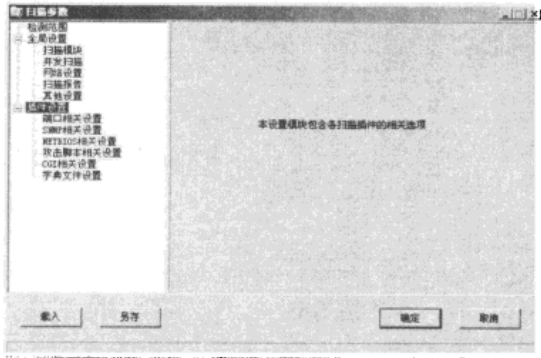 扫描参数
检测范围
全局设置
扫描模块
并发扫描
网络设置
扫描报告
其他设置
插件设置
端口相关设置
SNMP相关设置
NETBIOS相关设置
攻击脚本相关设置
CGI相关设置
字典文件设置
本设置模块包含各扫描插件的相关选项
载入
另存
确定
取消